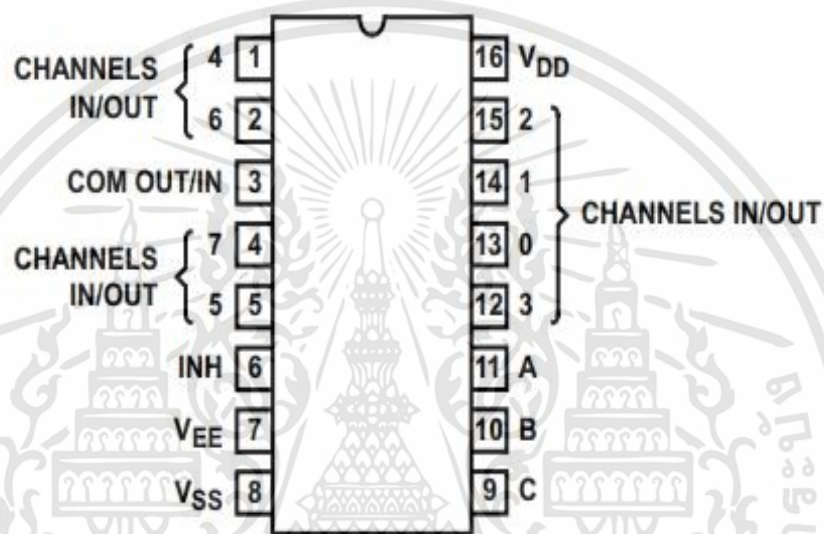 CHANNELS
IN/OUT
4 1
6 2
COM OUT/IN 3
CHANNELS
IN/OUT
7 4
5 5
INH 6
VEE 7
VSS 8
16 VDD
15 2
14 1
13 0
12 3
CHANNELS IN/OUT
11 A
10 B
9 C